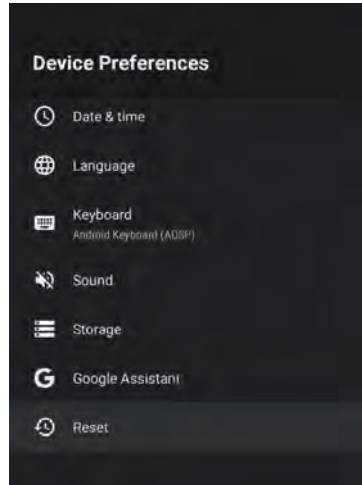 Device Preferences
Date & time
Language
Keyboard
Android Keyboard (AOSP)
Sound
Storage
Google Assistant
Reset